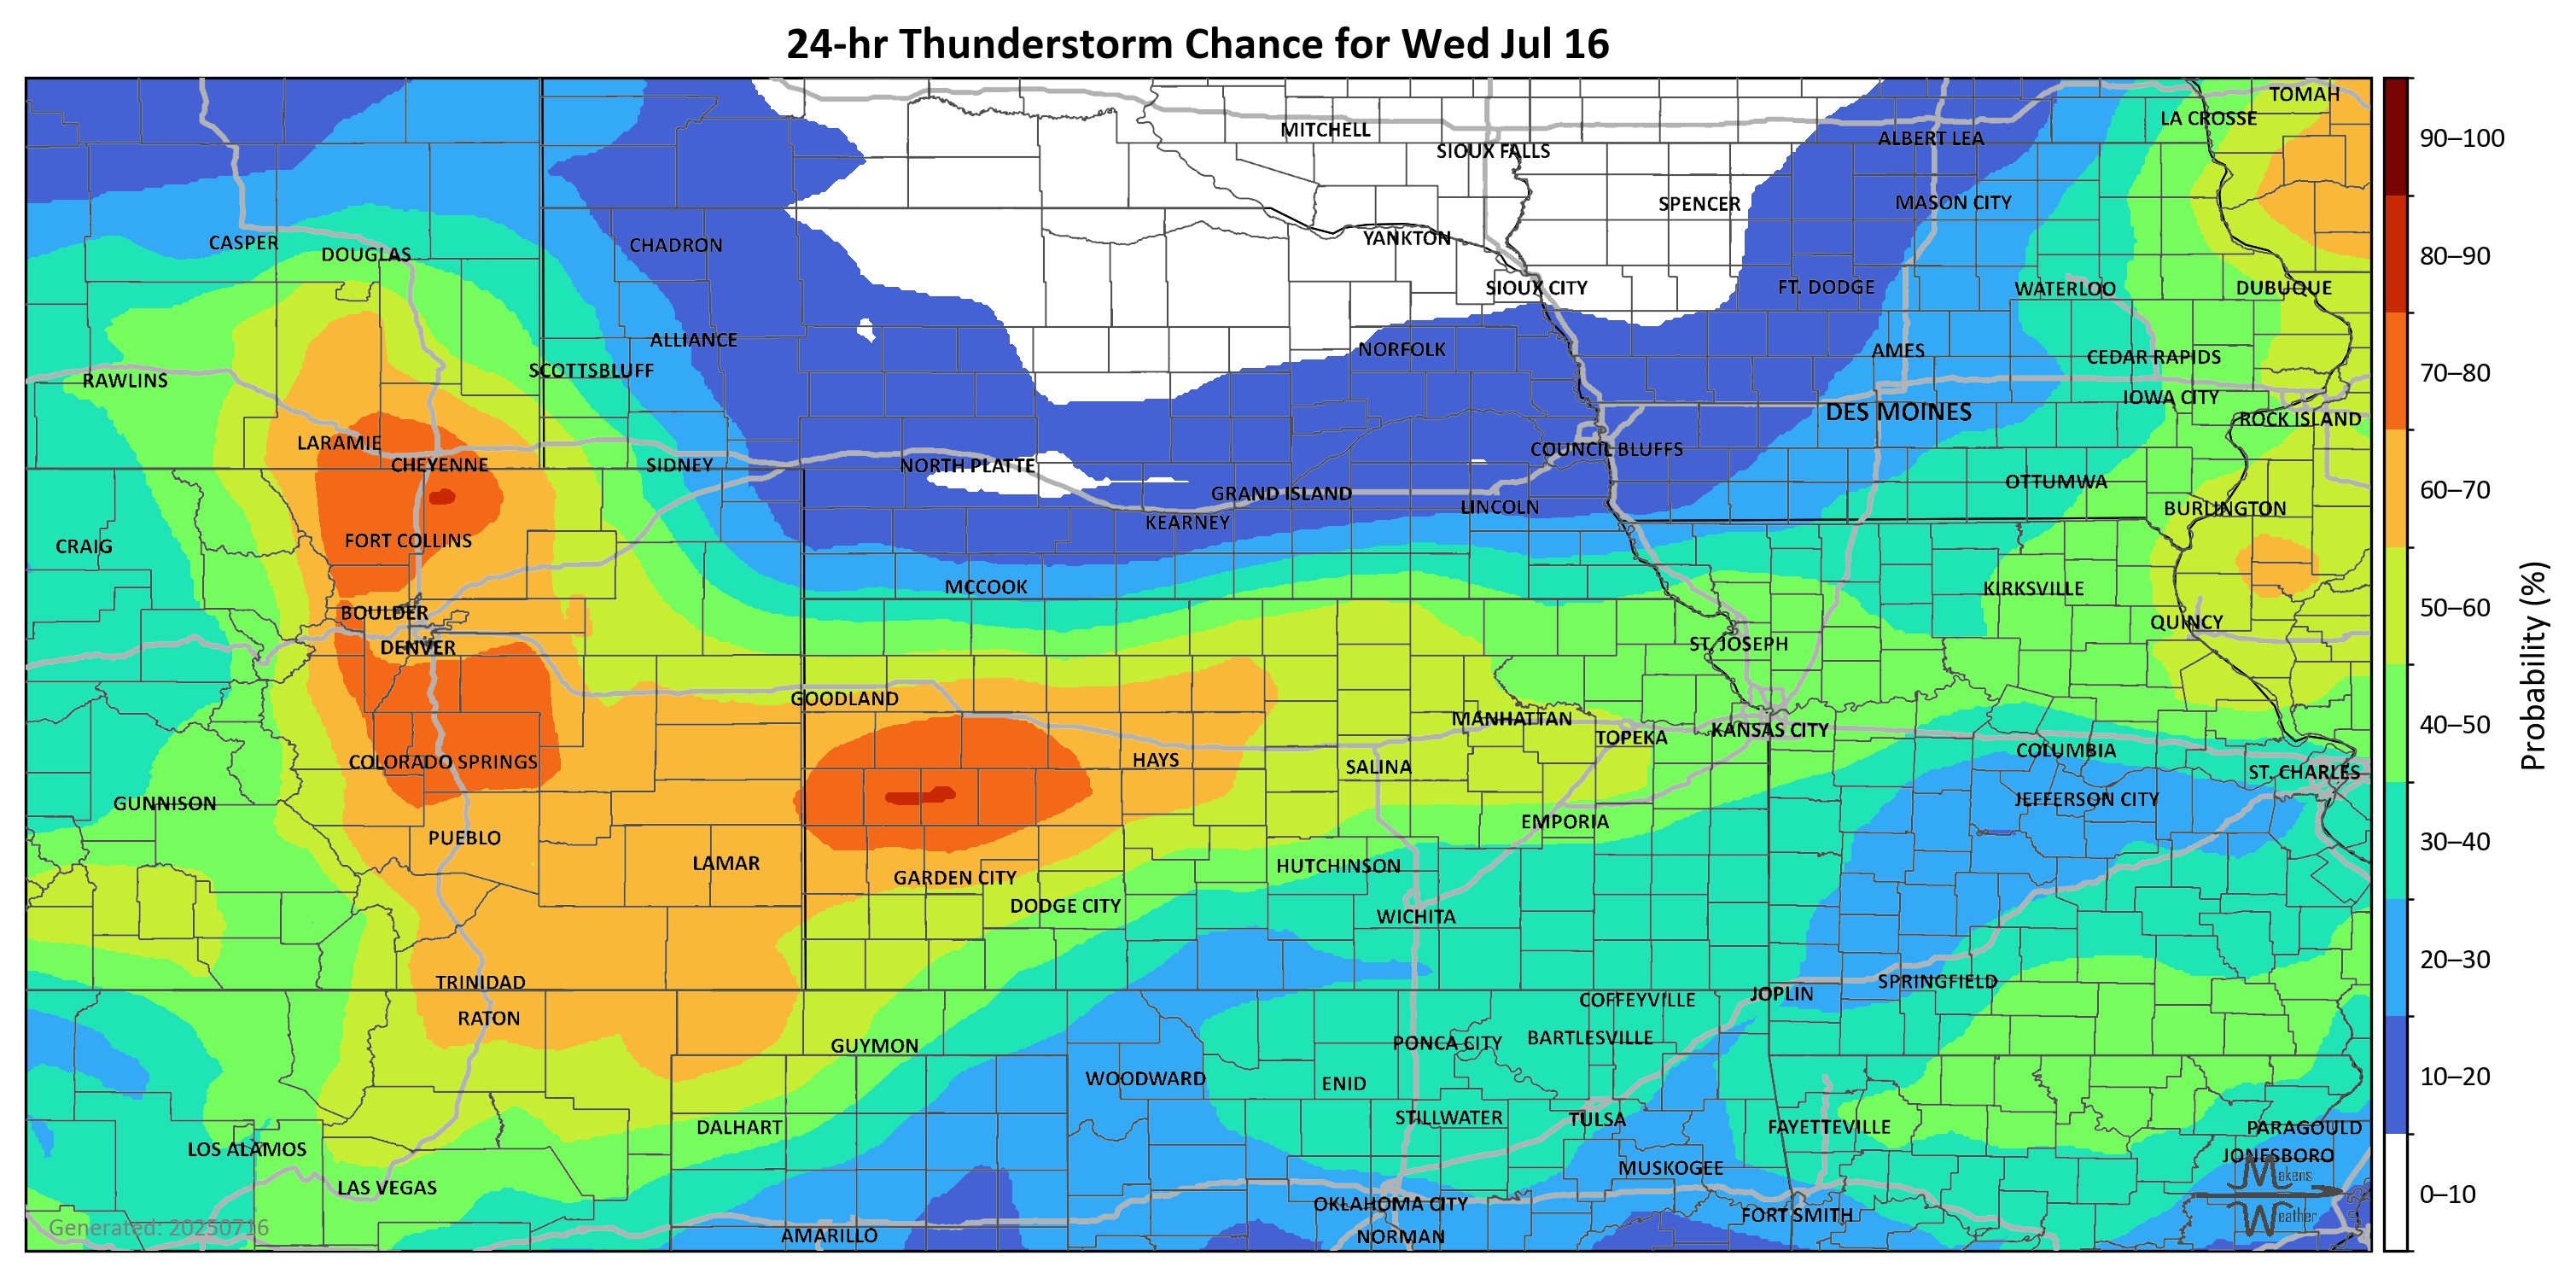 24-hr Thunderstorm Chance for Wed Jul 16
TOMAH
LA CROSSE
MITCHELL
ALBERT LEA
SIOUX FALLS
SPENCER
MASON CITY
YANKTON
CASPER
CHADRON
DOUGLAS
SIOUX CITY
FT. DODGE
WATERLOO
DUBUQUE
ALLIANCE
NORFOLK
AMES
CEDAR RAPIDS
SCOTTSBLUFF
RAWLINS
IOWA CITY
DES MOINES
ROCK ISLAND
LARAMIE
COUNCIL BLUFFS
CHEYENNE
SIDNEY
NORTH PLATTE
OTTUMWA
GRAND ISLAND
LINCOLN
BURLINGTON
KEARNEY
FORT COLLINS
CRAIG
MCCOOK
KIRKSVILLE
BOULDER
QUINCY
DENVER
ST. JOSEPH
GOODLAND
MANHATTAN
KANSAS CITY
TOPEKA
COLUMBIA
COLORADO SPRINGS
HAYS
SALINA
ST. CHARLES
GUNNISON
JEFFERSON CITY
EMPORIA
PUEBLO
LAMAR
HUTCHINSON
GARDEN CITY
DODGE CITY
WICHITA
TRINIDAD
SPRINGFIELD
JOPLIN
COFFEYVILLE
RATON
BARTLESVILLE
PONCA CITY
GUYMON
WOODWARD
ENID
STILLWATER
TULSA
DALHART
FAYETTEVILLE
PARAGOULD
LOS ALAMOS
JONESBORO
MUSKOGEE
LAS VEGAS
OKLAHOMA CITY
FORT SMITH
AMARILLO
NORMAN
Generated: 20250716
Makens
Weather
90–100
80–90
70–80
60–70
50–60
40–50
30–40
20–30
10–20
0–10
Probability (%)